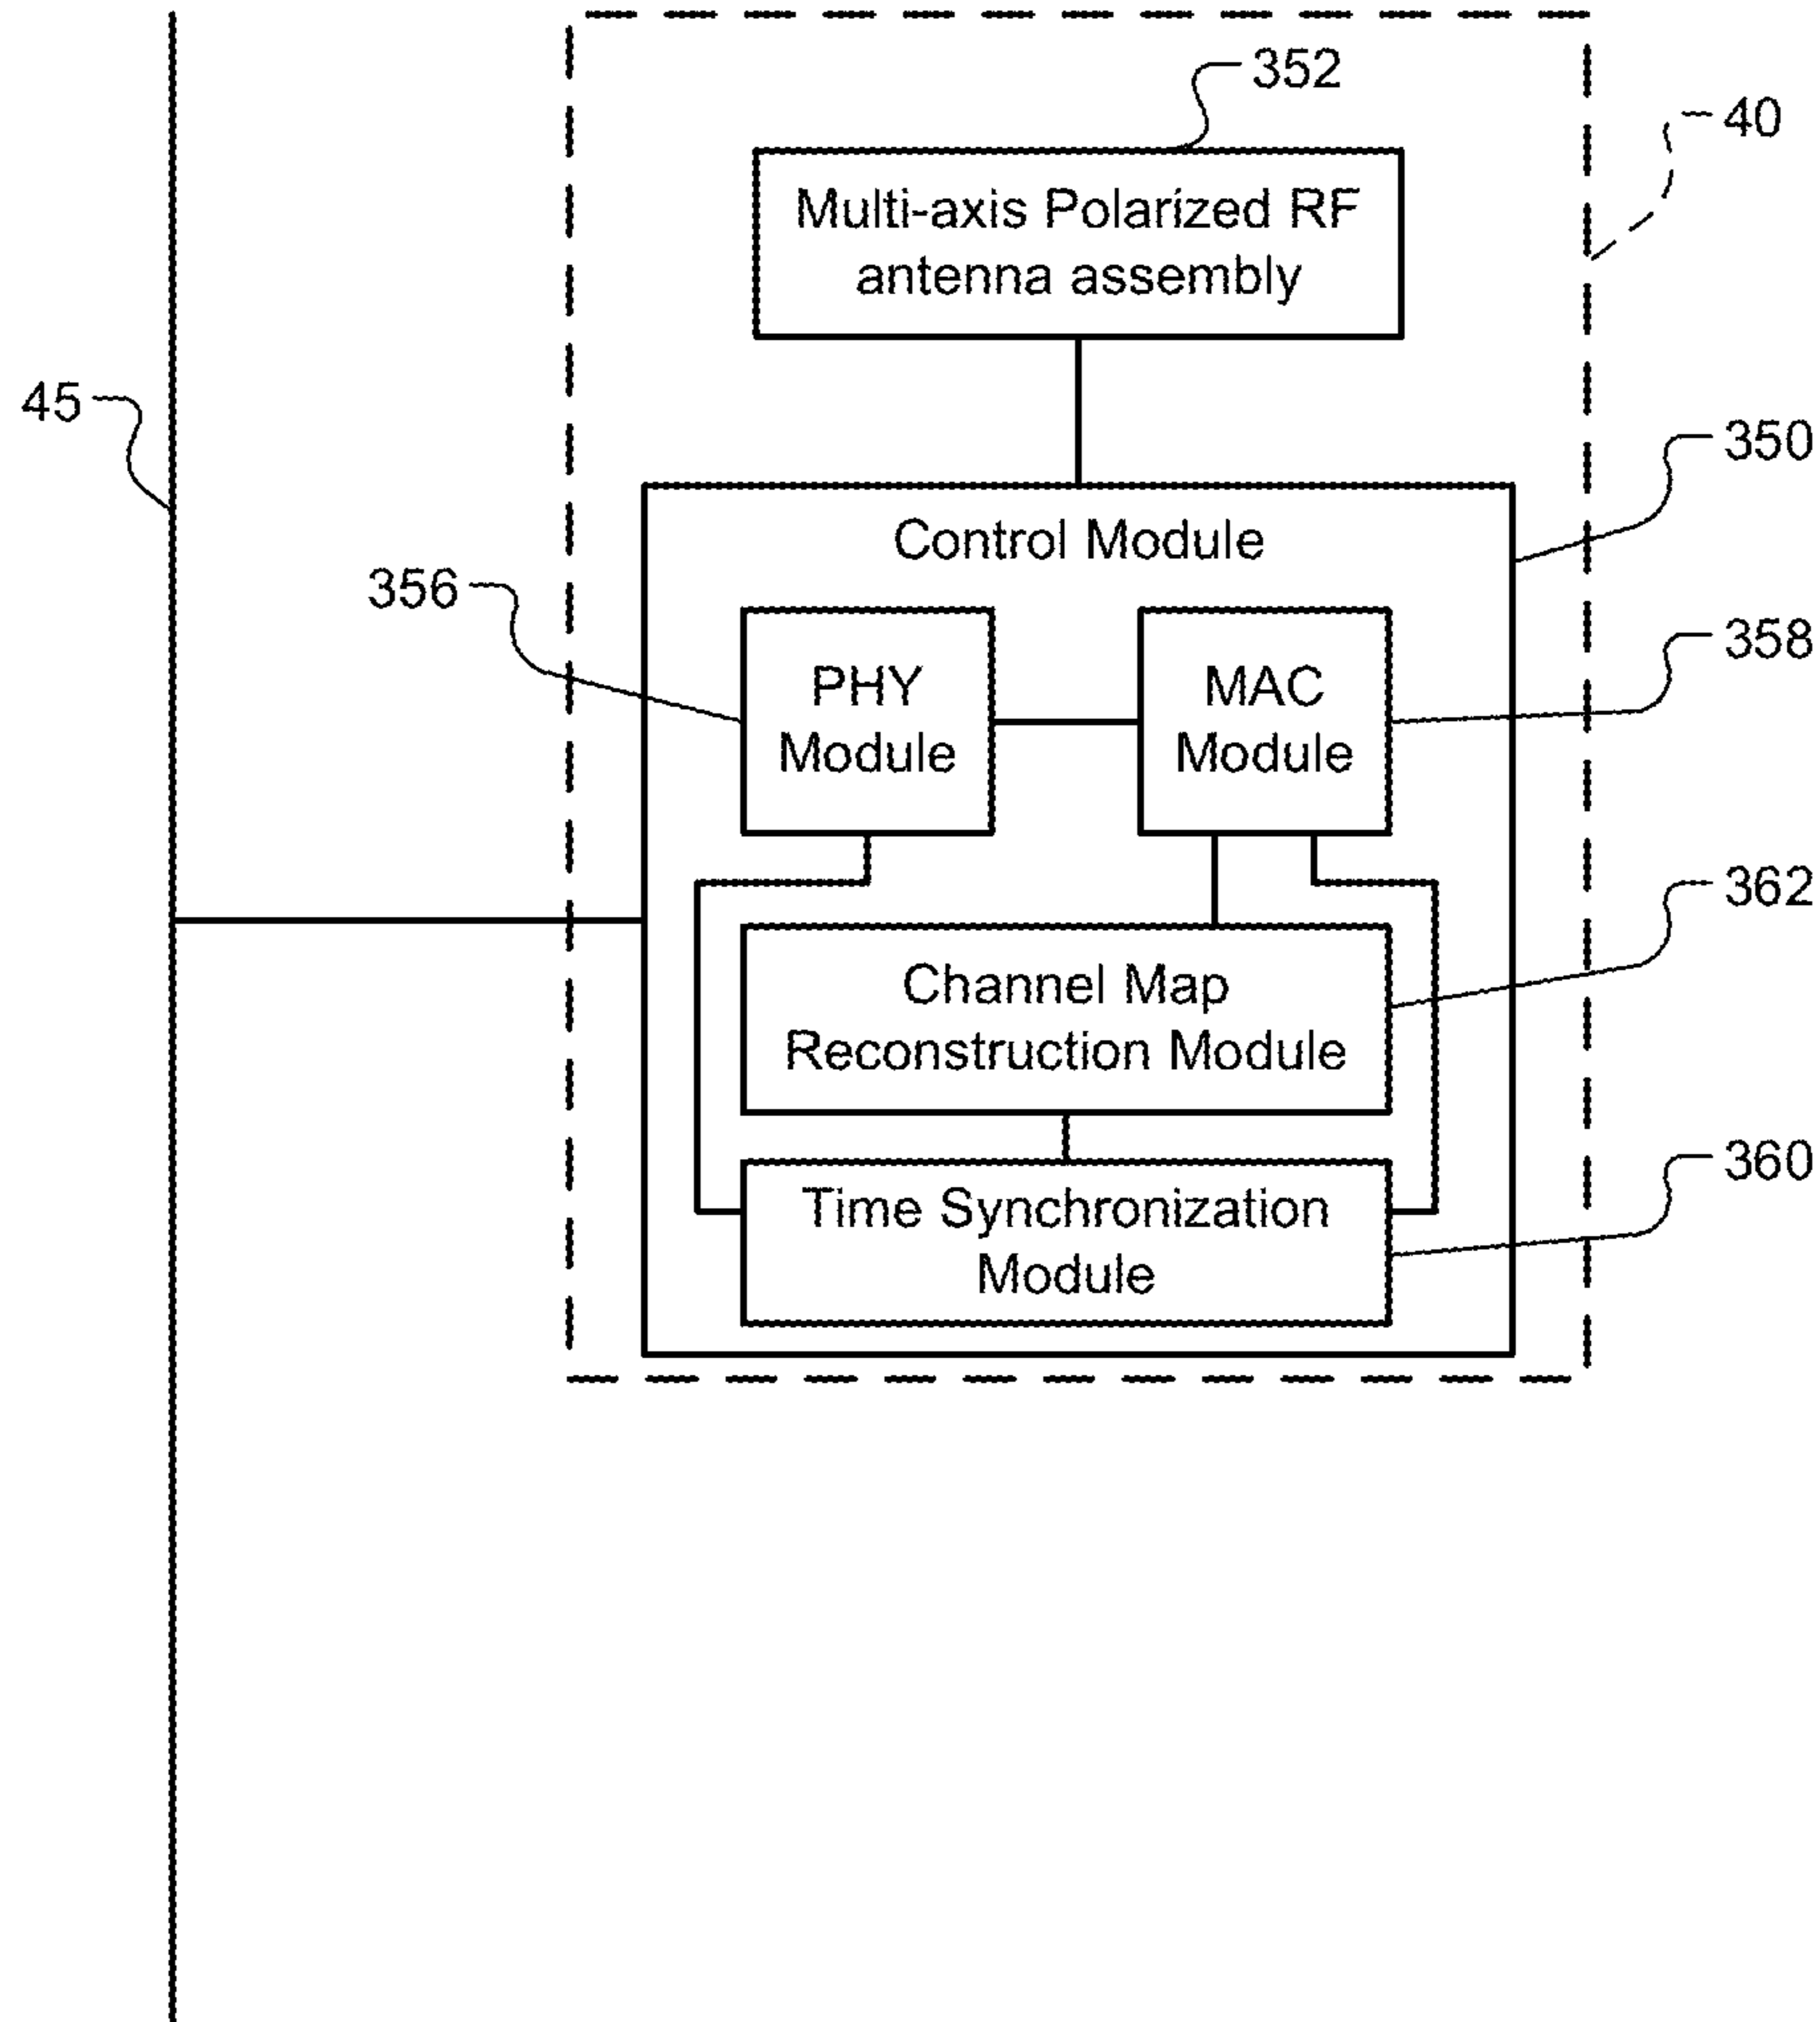 352
40
Multi-axis Polarized RF
antenna assembly
45
350
Control Module
356
358
PHY
Module
MAC
Module
362
Channel Map
Reconstruction Module
360
Time Synchronization
Module